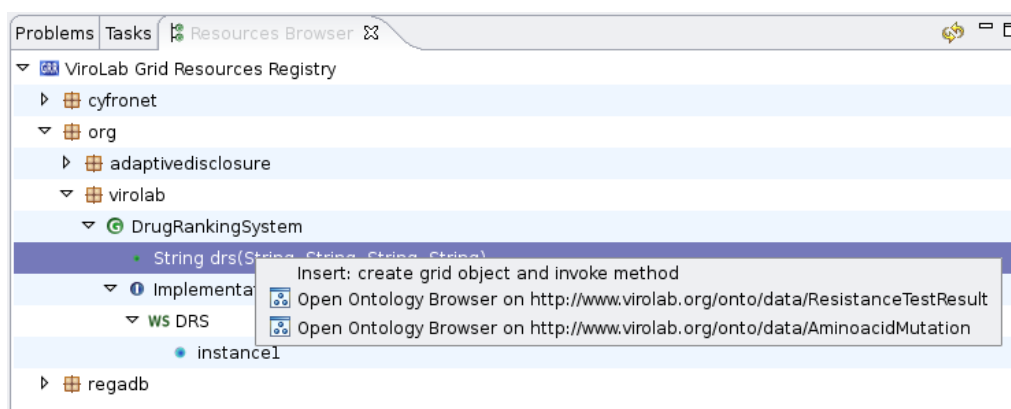 Problems Tasks Resources Browser
GRR ViroLab Grid Resources Registry
cyfronet
org
adaptivedisclosure
virolab
G DrugRankingSystem
String drs(String, String, String, String)
Insert: create grid object and invoke method
I Implementa
Open Ontology Browser on http://www.virolab.org/onto/data/ResistanceTestResult
WS DRS
Open Ontology Browser on http://www.virolab.org/onto/data/AminoacidMutation
instance1
regadb